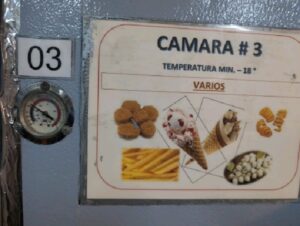 03
CAMARA # 3
TEMPERATURA MIN. – 18 °
VARIOS